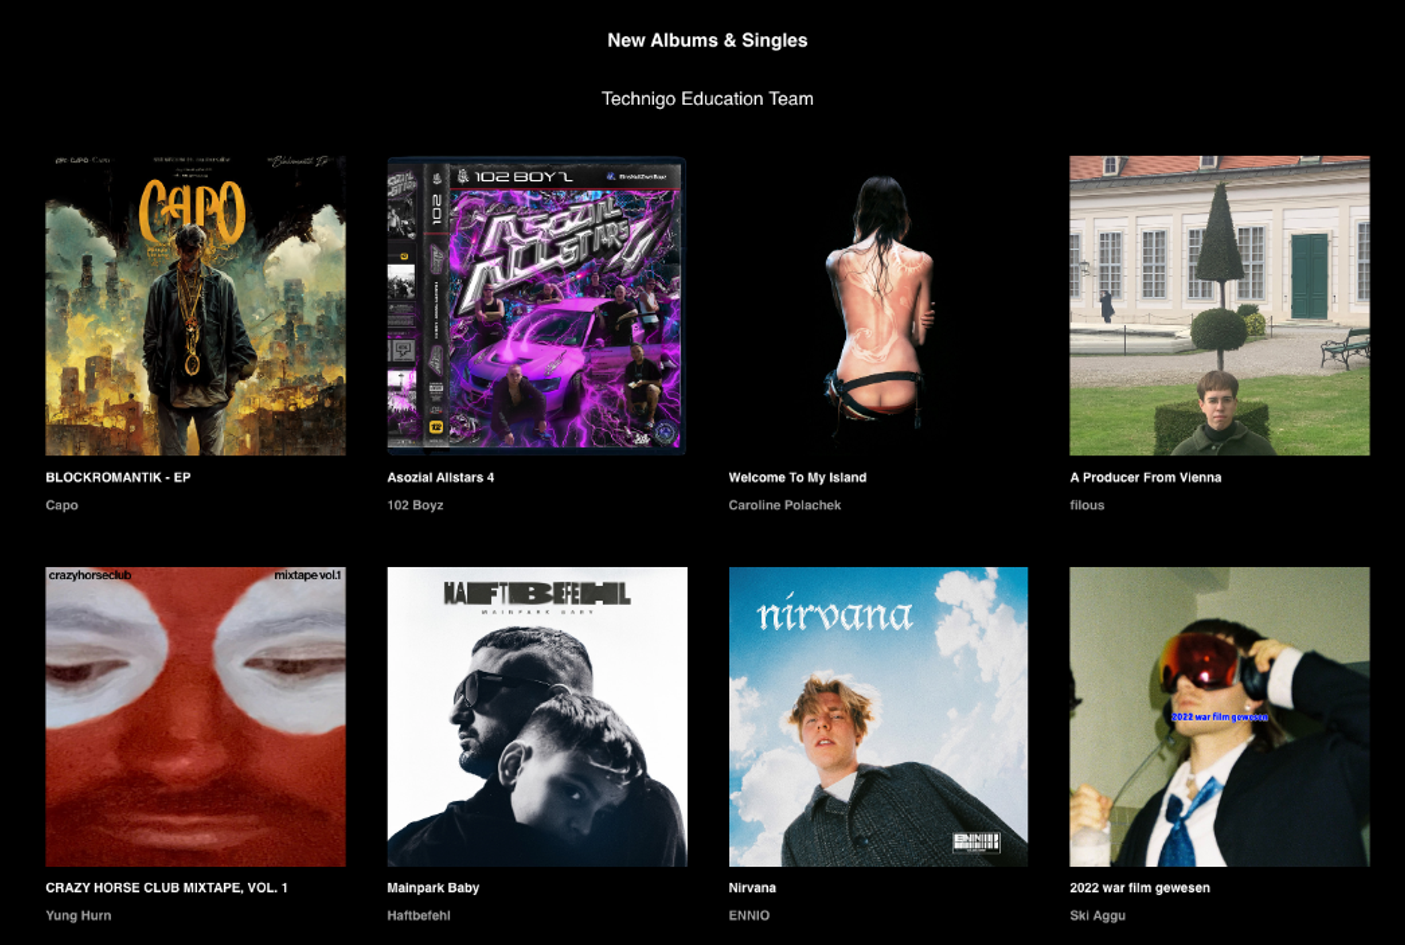 New Albums & Singles
Technigo Education Team
CAPO
Blockromantik EP
102 BOYZ
102
ASOZIAL
ALLSTARS 4
BLOCKROMANTIK - EP
Asozial Allstars 4
Welcome To My Island
A Producer From Vienna
Capo
102 Boyz
Caroline Polachek
filous
crazyhorseclub
mixtape vol.1
HAFTBEFEHL
MAINPARK BABY
nirvana
ENNIO
2022 war film gewesen
CRAZY HORSE CLUB MIXTAPE, VOL. 1
Mainpark Baby
Nirvana
2022 war film gewesen
Yung Hurn
Haftbefehl
ENNIO
Ski Aggu